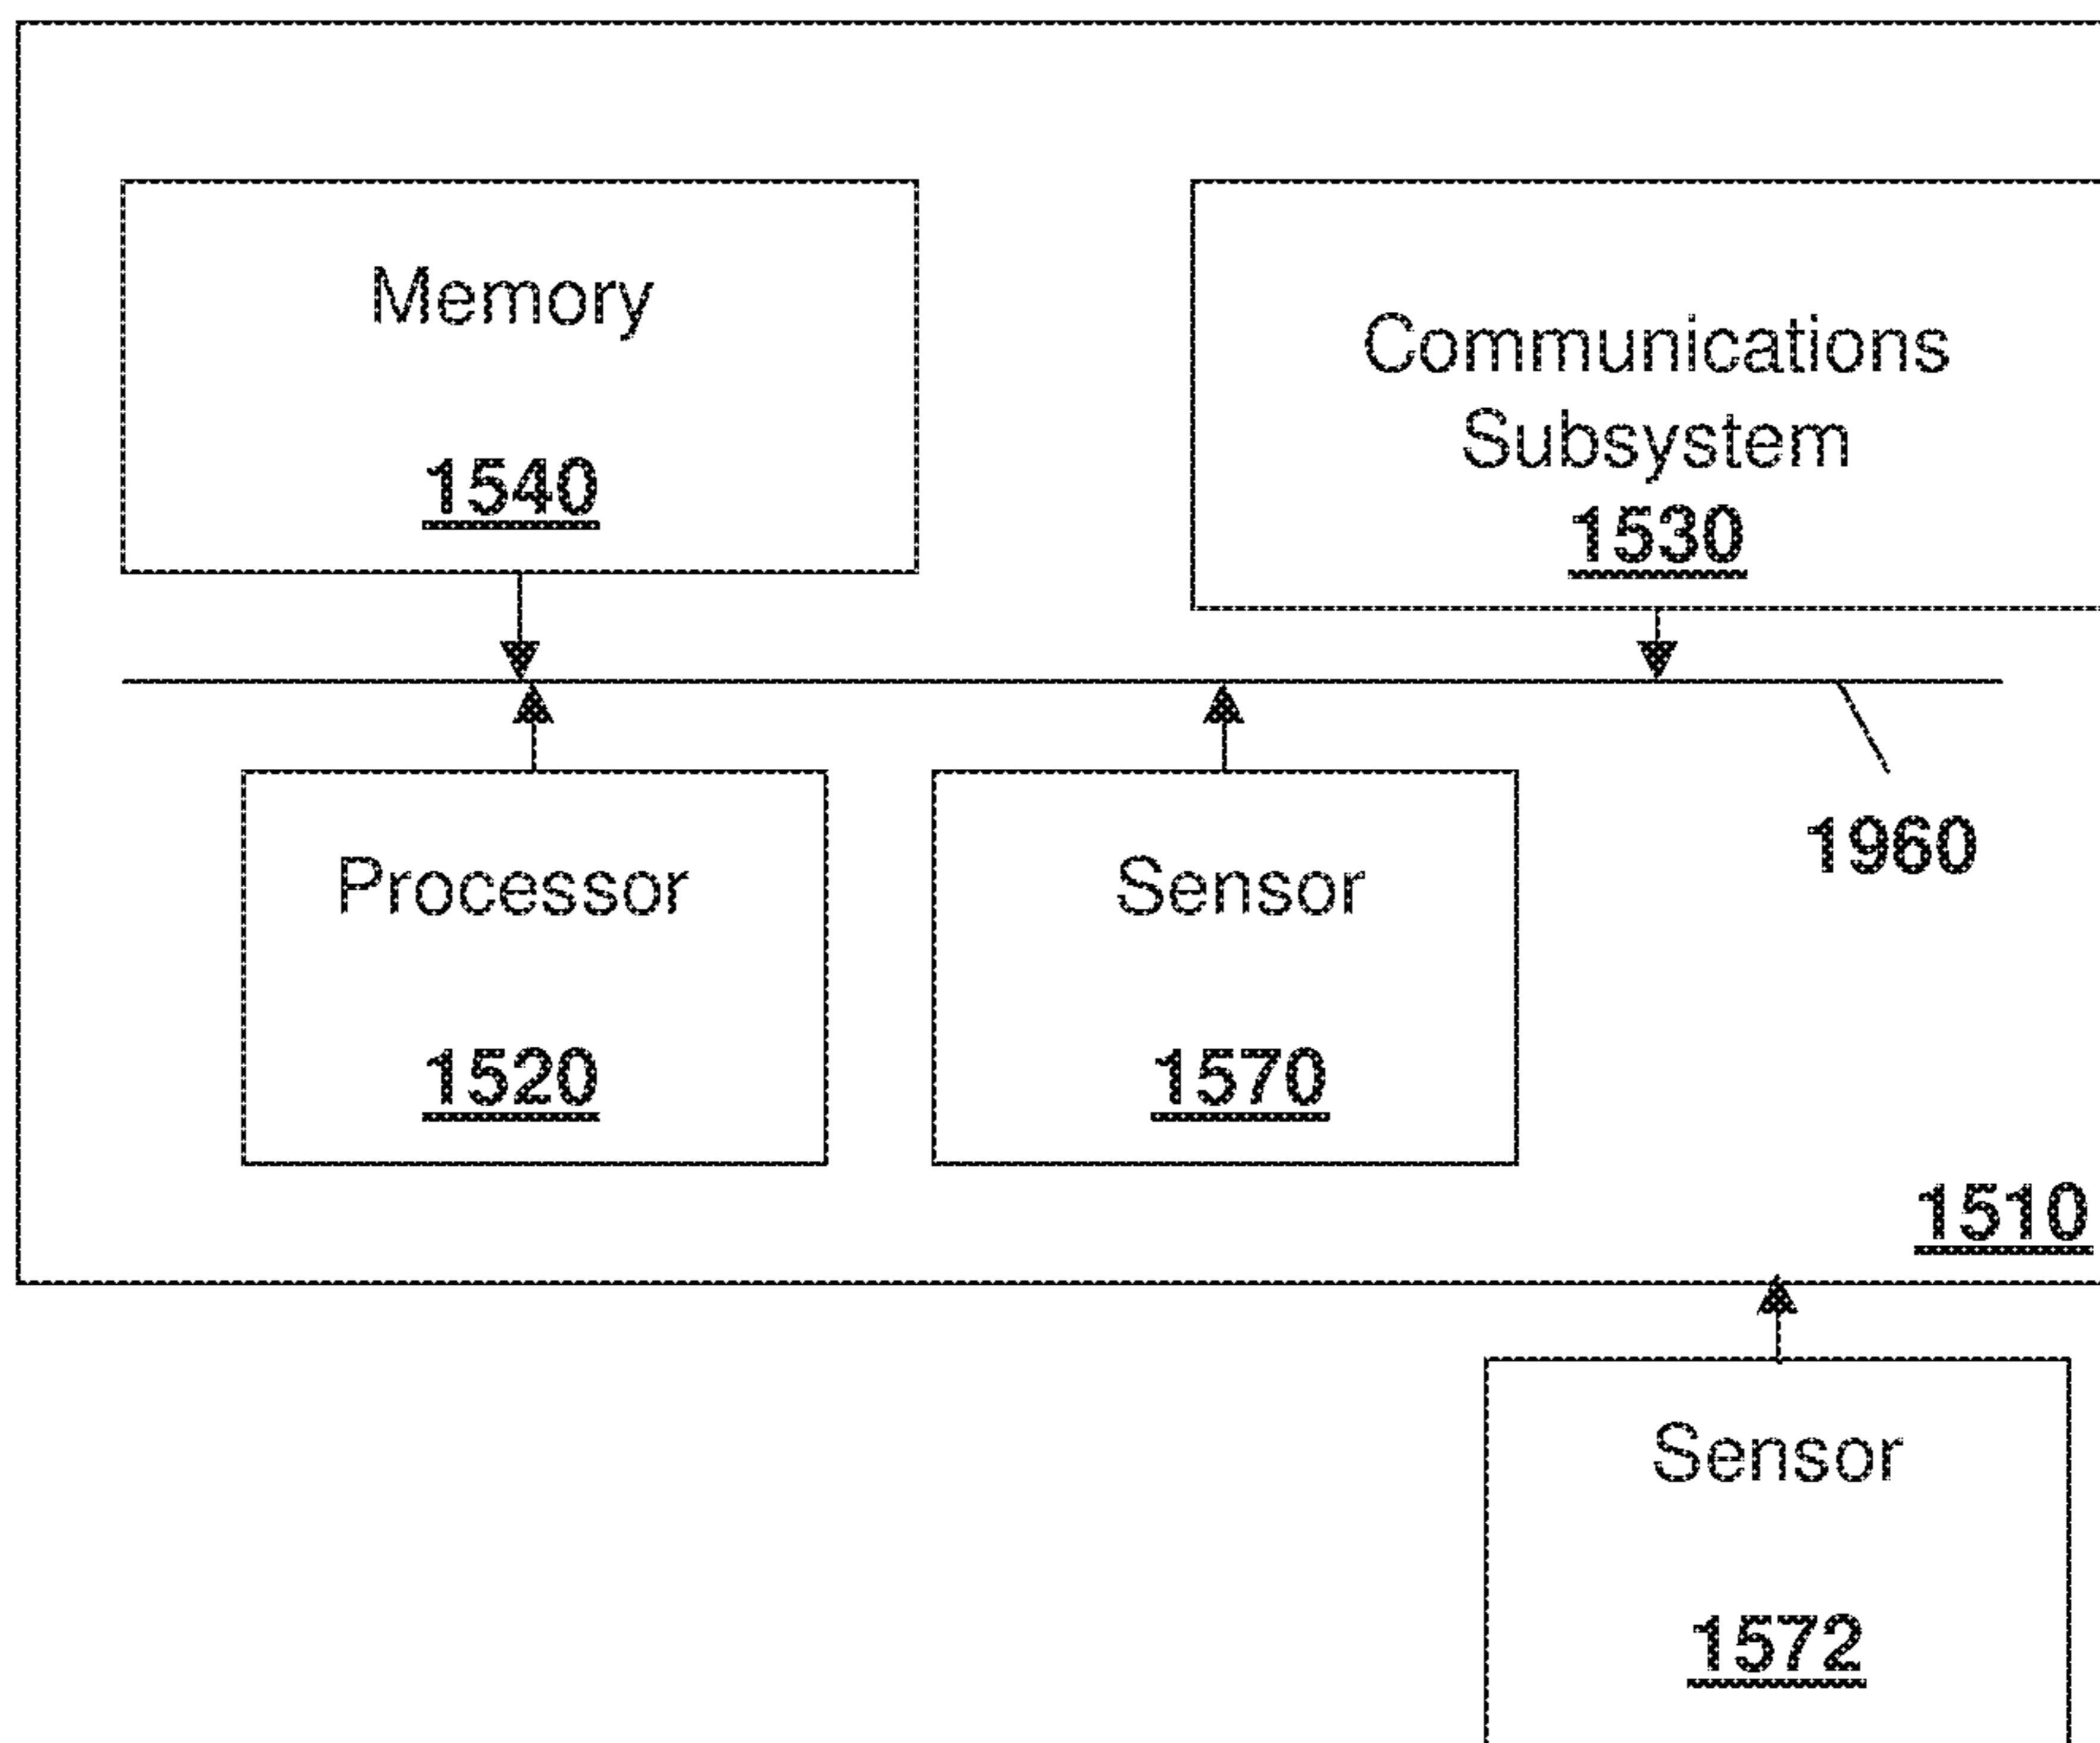 Memory
1540
Communications
Subsystem
1530
Processor
1520
Sensor
1570
1960
1510
Sensor
1572